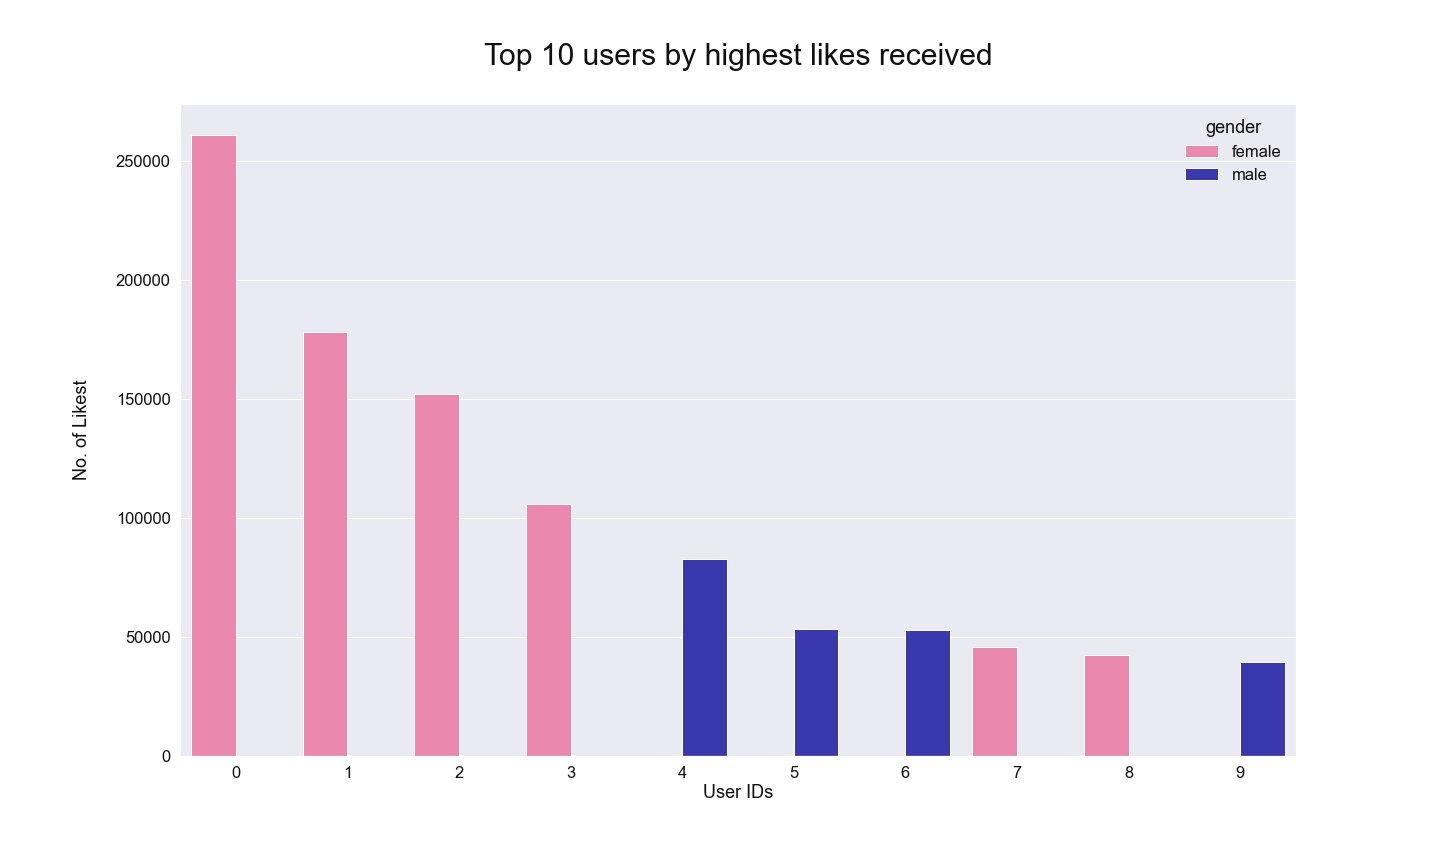 Top 10 users by highest likes received
gender
female
male
250000
200000
150000
100000
50000
0
No. of Likest
0 1 2 3 4 5 6 7 8 9
User IDs